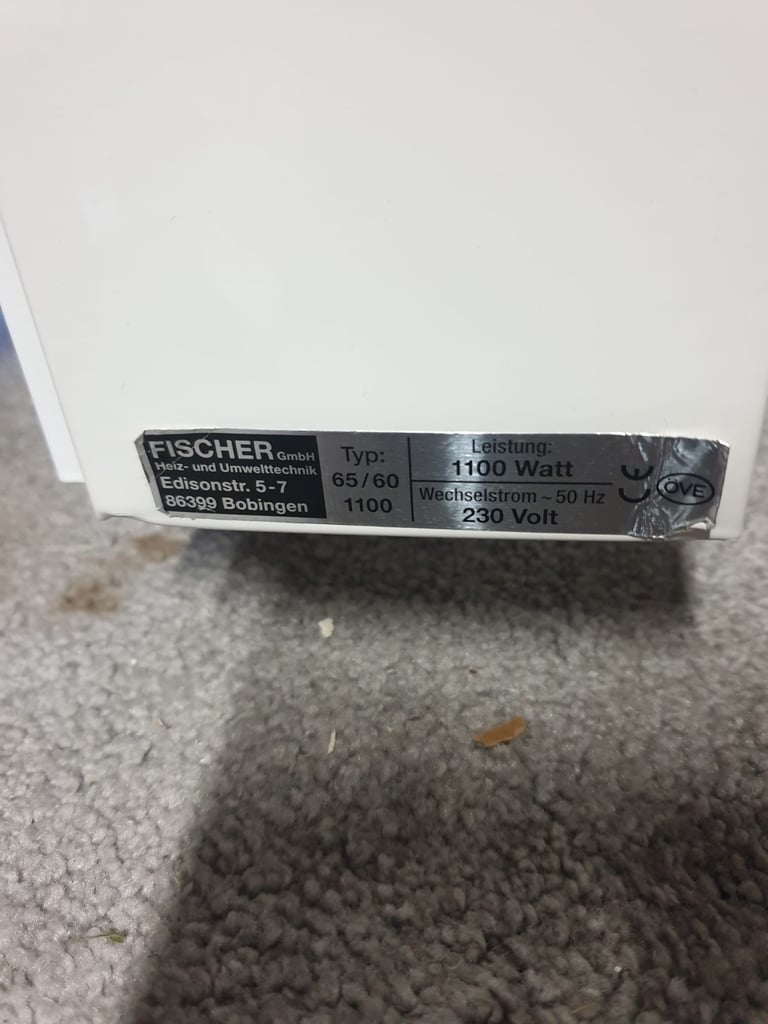 FISCHER GmbH
Heiz- und Umwelttechnik
Edisonstr. 5-7
86399 Bobingen
Typ:
65/60
1100
Leistung:
1100 Watt
Wechselstrom ~ 50 Hz
230 Volt
CE
ÖVE